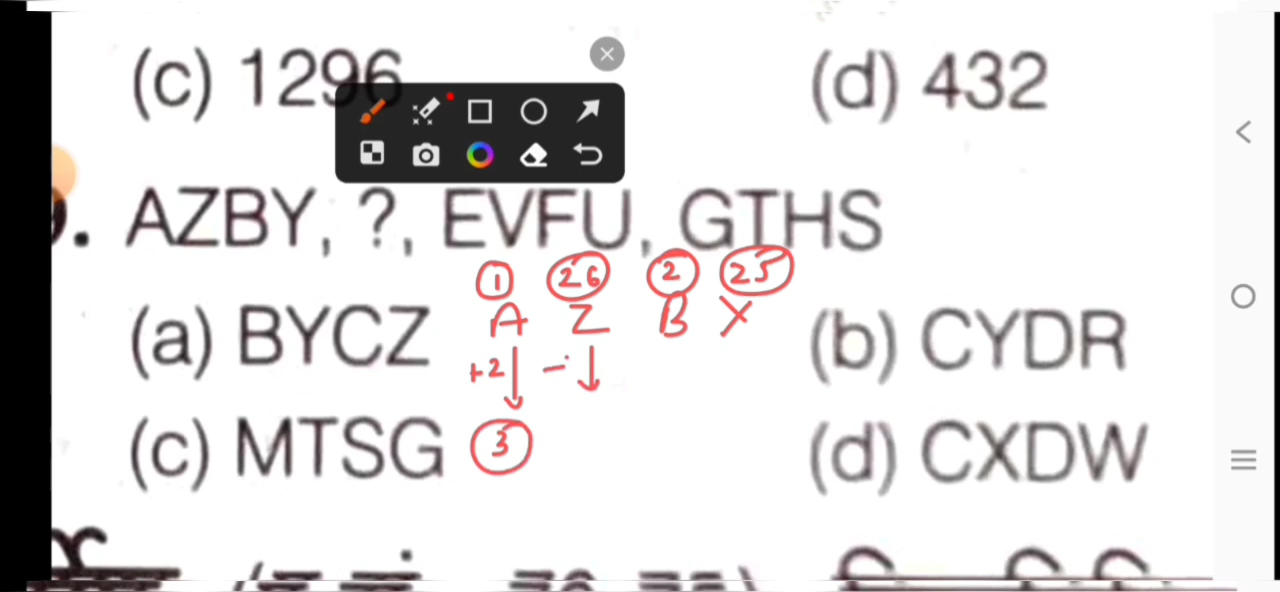 (c) 1296 (d) 432
. AZBY, ?, EVFU, GTHS
1 26 2 25
(a) BYCZ A Z B Y (b) CYDR
+2 -
(c) MTSG 3 (d) CXDW